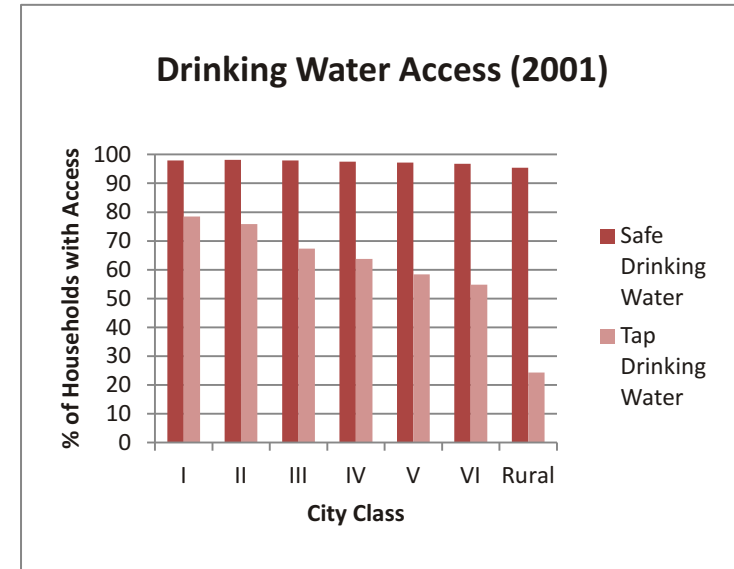 Drinking Water Access (2001)
% of Households with Access
100
90
80
70
60
50
40
30
20
10
0
I II III IV V VI Rural
City Class
Safe
Drinking
Water
Tap
Drinking
Water